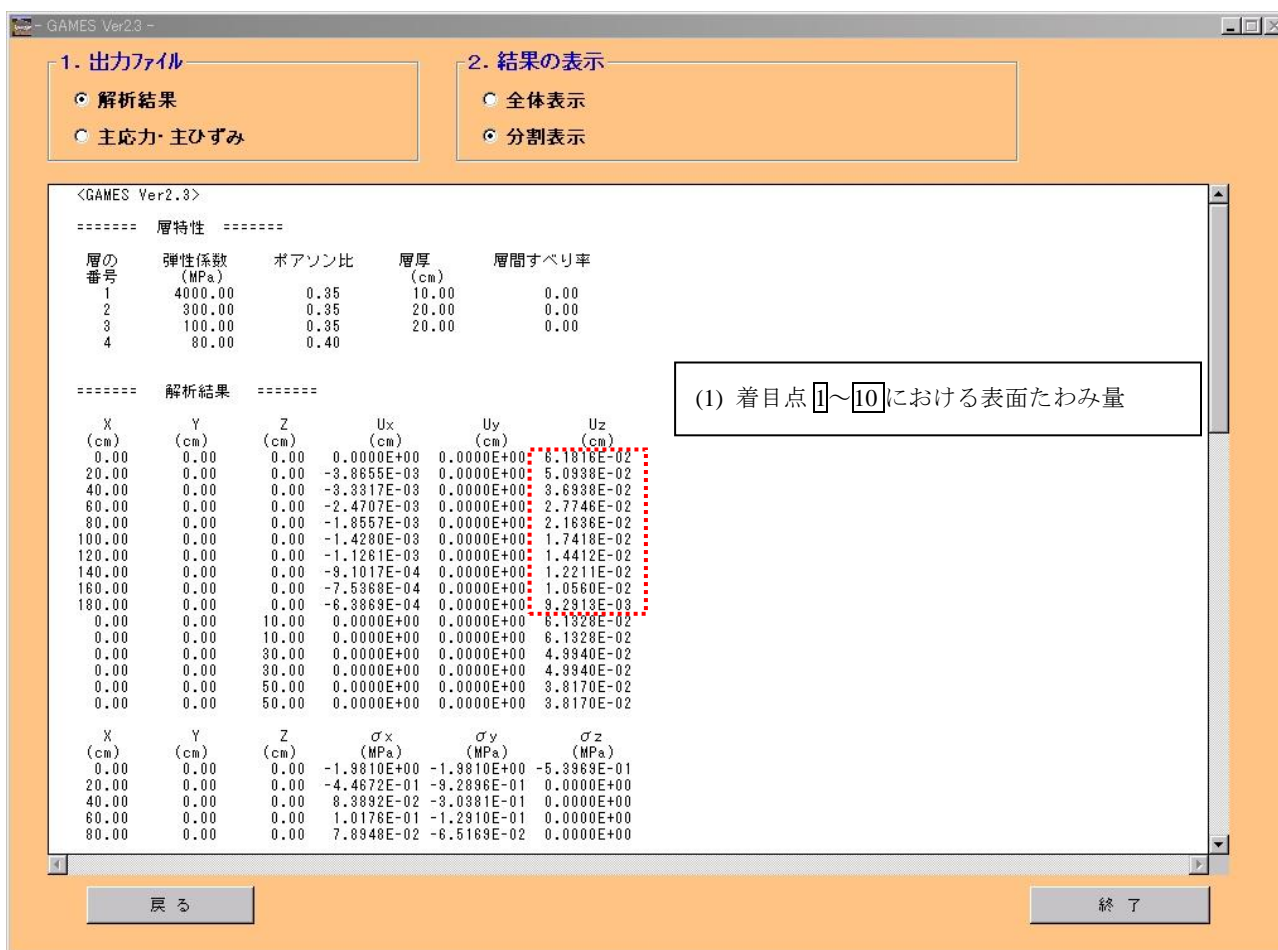 - GAMES Ver2.3 -
1. 出力ファイル
2. 結果の表示
解析結果
全体表示
主応力・主ひずみ
分割表示
<GAMES Ver2.3>
======= 層特性 =======
層の 弾性係数 ポアソン比 層厚 層間すべり率
番号 (MPa) (cm)
1 4000.00 0.35 10.00 0.00
2 300.00 0.35 20.00 0.00
3 100.00 0.35 20.00 0.00
4 80.00 0.40
======= 解析結果 =======
X Y Z Ux Uy Uz
(cm) (cm) (cm) (cm) (cm) (cm)
0.00 0.00 0.00 0.0000E+00 0.0000E+00 6.1816E-02
20.00 0.00 0.00 -3.8655E-03 0.0000E+00 5.0938E-02
40.00 0.00 0.00 -3.3317E-03 0.0000E+00 3.6938E-02
60.00 0.00 0.00 -2.4707E-03 0.0000E+00 2.7746E-02
80.00 0.00 0.00 -1.8557E-03 0.0000E+00 2.1636E-02
100.00 0.00 0.00 -1.4280E-03 0.0000E+00 1.7418E-02
120.00 0.00 0.00 -1.1261E-03 0.0000E+00 1.4412E-02
140.00 0.00 0.00 -9.1017E-04 0.0000E+00 1.2211E-02
160.00 0.00 0.00 -7.5368E-04 0.0000E+00 1.0560E-02
180.00 0.00 0.00 -6.3869E-04 0.0000E+00 9.2913E-03
0.00 0.00 10.00 0.0000E+00 0.0000E+00 6.1328E-02
0.00 0.00 10.00 0.0000E+00 0.0000E+00 6.1328E-02
0.00 0.00 30.00 0.0000E+00 0.0000E+00 4.9940E-02
0.00 0.00 30.00 0.0000E+00 0.0000E+00 4.9940E-02
0.00 0.00 50.00 0.0000E+00 0.0000E+00 3.8170E-02
0.00 0.00 50.00 0.0000E+00 0.0000E+00 3.8170E-02
X Y Z σx σy σz
(cm) (cm) (cm) (MPa) (MPa) (MPa)
0.00 0.00 0.00 -1.9810E+00 -1.9810E+00 -5.3969E-01
20.00 0.00 0.00 -4.4672E-01 -9.2896E-01 0.0000E+00
40.00 0.00 0.00 8.3892E-02 -3.0381E-01 0.0000E+00
60.00 0.00 0.00 1.0176E-01 -1.2910E-01 0.0000E+00
80.00 0.00 0.00 7.8948E-02 -6.5169E-02 0.0000E+00
(1) 着目点1～10における表面たわみ量
戻る
終了